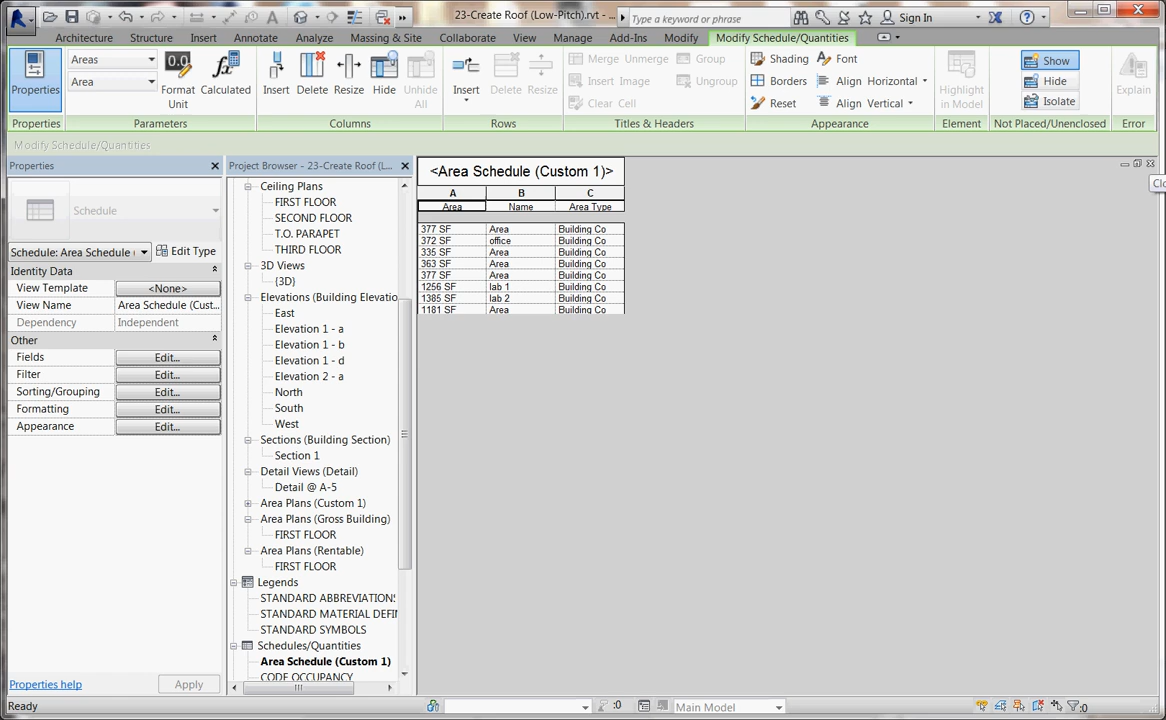 23-Create Roof (Low-Pitch).rvt - ...
Type a keyword or phrase
Sign In
Architecture Structure Insert Annotate Analyze Massing & Site Collaborate View Manage Add-Ins Modify Modify Schedule/Quantities
Properties
Areas
Area
Format Unit
Calculated
Insert Delete Resize Hide Unhide All
Insert Delete Resize
Merge Unmerge Group
Insert Image Ungroup
Clear Cell
Shading Font
Borders Align Horizontal
Reset Align Vertical
Highlight in Model
Show
Hide
Isolate
Explain
Properties Parameters Columns Rows Titles & Headers Appearance Element Not Placed/Unenclosed Error
Modify Schedule/Quantities
Clo
Properties
Schedule
Schedule: Area Schedule ( Edit Type
Identity Data
View Template <None>
View Name Area Schedule (Cust...
Dependency Independent
Other
Fields Edit...
Filter Edit...
Sorting/Grouping Edit...
Formatting Edit...
Appearance Edit...
Properties help Apply
Project Browser - 23-Create Roof (L...
Ceiling Plans
FIRST FLOOR
SECOND FLOOR
T.O. PARAPET
THIRD FLOOR
3D Views
{3D}
Elevations (Building Elevatio
East
Elevation 1 - a
Elevation 1 - b
Elevation 1 - d
Elevation 2 - a
North
South
West
Sections (Building Section)
Section 1
Detail Views (Detail)
Detail @ A-5
Area Plans (Custom 1)
Area Plans (Gross Building)
FIRST FLOOR
Area Plans (Rentable)
FIRST FLOOR
Legends
STANDARD ABBREVIATIONS
STANDARD MATERIAL DEFI
STANDARD SYMBOLS
Schedules/Quantities
Area Schedule (Custom 1)
CODE OCCUPANCY
<Area Schedule (Custom 1)>
A B C
Area Name Area Type
377 SF Area Building Co
372 SF office Building Co
335 SF Area Building Co
363 SF Area Building Co
377 SF Area Building Co
1256 SF lab 1 Building Co
1385 SF lab 2 Building Co
1181 SF Area Building Co
Ready
:0
Main Model
:0